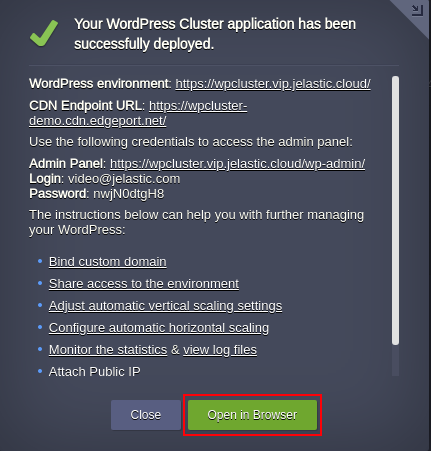 Your WordPress Cluster application has been
successfully deployed.
WordPress environment: https://wpcluster.vip.jelastic.cloud/
CDN Endpoint URL: https://wpcluster-
demo.cdn.edgeport.net/
Use the following credentials to access the admin panel:
Admin Panel: https://wpcluster.vip.jelastic.cloud/wp-admin/
Login: video@jelastic.com
Password: nwjN0dtgH8
The instructions below can help you with further managing
your WordPress:
Bind custom domain
Share access to the environment
Adjust automatic vertical scaling settings
Configure automatic horizontal scaling
Monitor the statistics & view log files
Attach Public IP
Close
Open in Browser